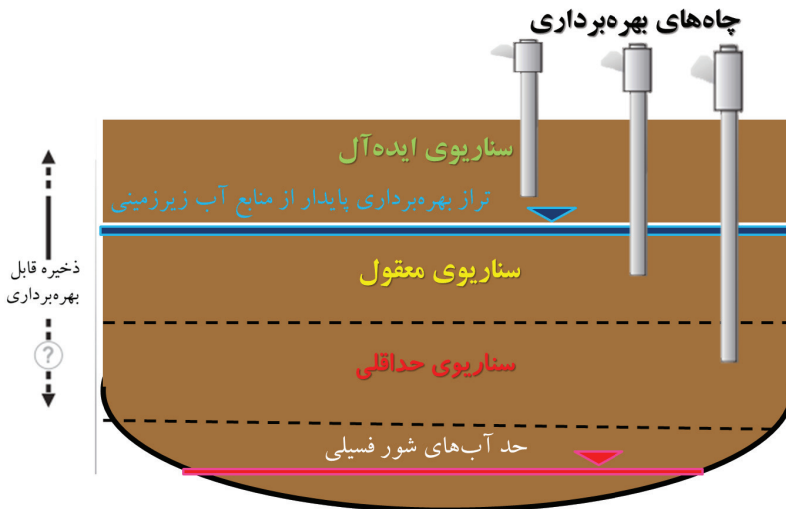 چاه‌های بهره‌برداری
سناریوی ایده‌آل
تراز بهره‌برداری پایدار از منابع آب زیرزمینی
سناریوی معقول
ذخیره قابل
بهره‌برداری
?
سناریوی حداقلی
حد آب‌های شور فسیلی